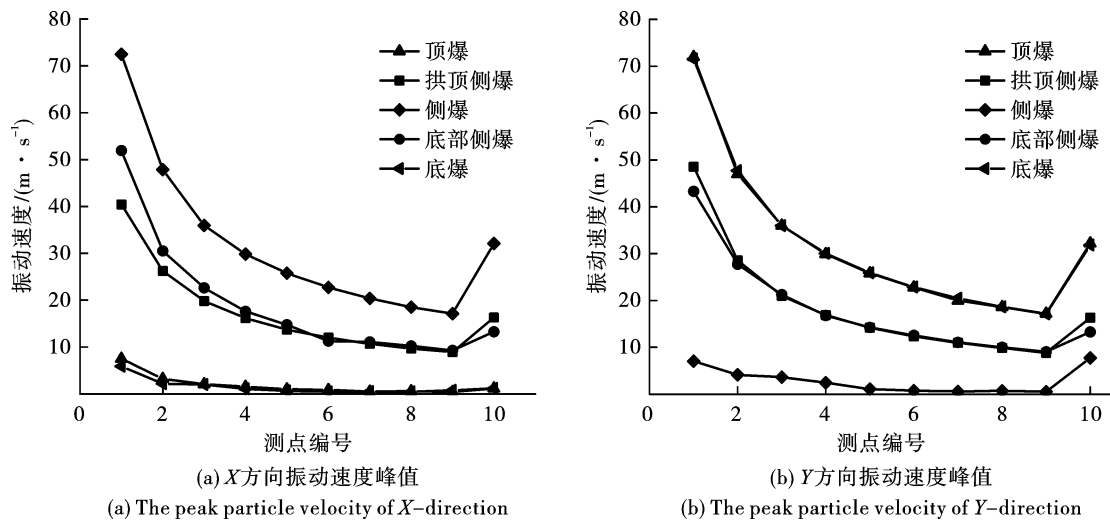 80
70
60
50
40
30
20
10
0
2
4
6
8
10
振动速度/(m·s⁻¹)
顶爆
拱顶侧爆
侧爆
底部侧爆
底爆
测点编号
(a) X方向振动速度峰值
(a) The peak particle velocity of X-direction
80
70
60
50
40
30
20
10
0
2
4
6
8
10
振动速度/(m·s⁻¹)
顶爆
拱顶侧爆
侧爆
底部侧爆
底爆
测点编号
(b) Y方向振动速度峰值
(b) The peak particle velocity of Y-direction